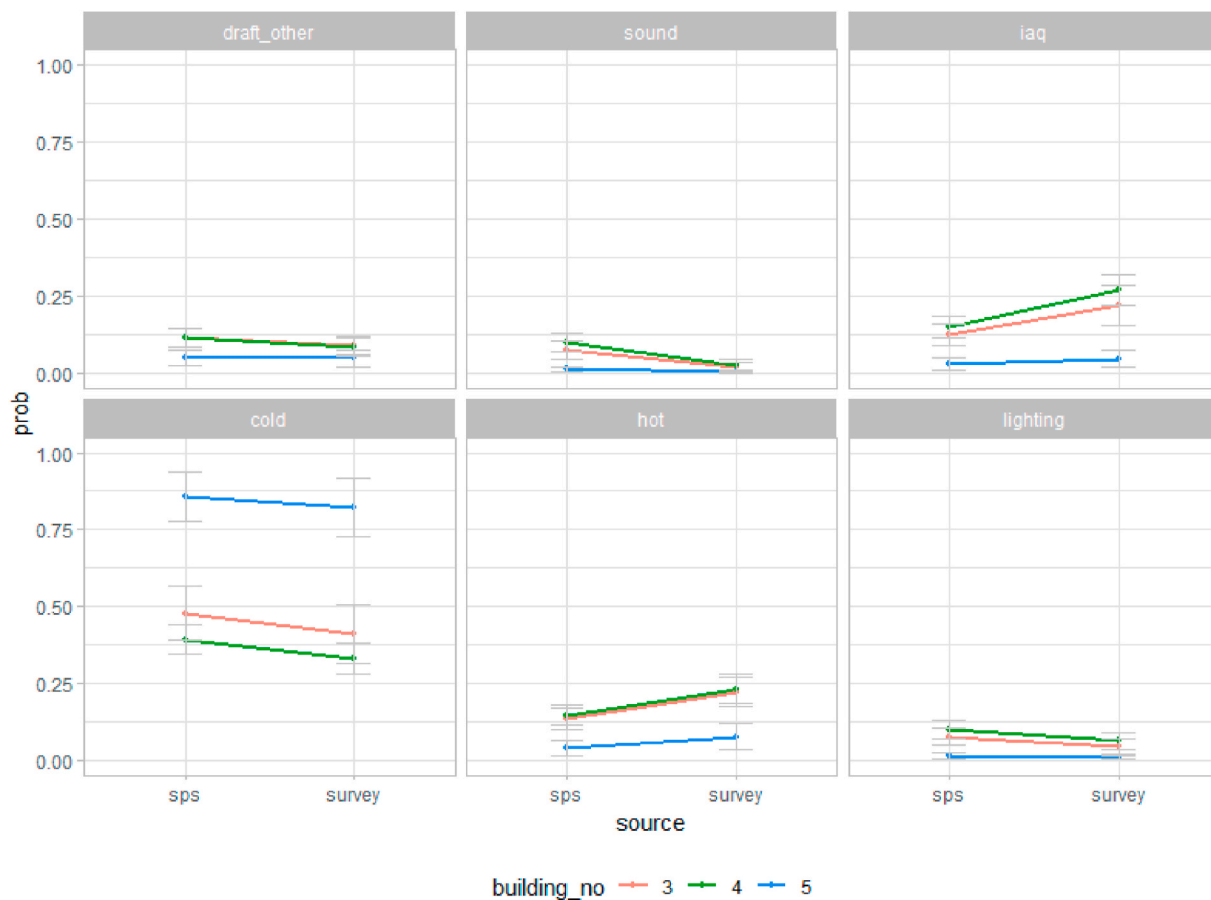 draft_other sound iaq
1.00
0.75
0.50
0.25
0.00
prob
cold hot lighting
1.00
0.75
0.50
0.25
0.00
sps survey sps survey sps survey
source
building_no 3 4 5